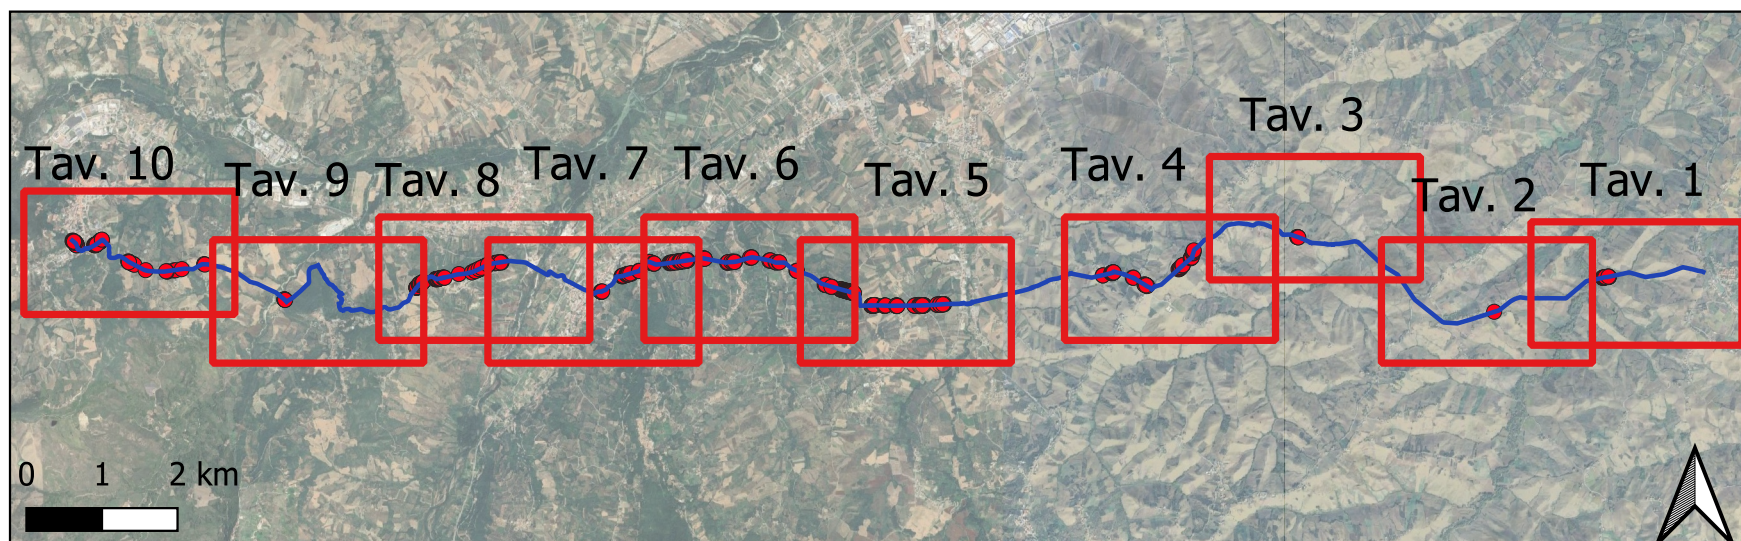 Tav. 3
Tav. 10
Tav. 9
Tav. 8
Tav. 7
Tav. 6
Tav. 5
Tav. 4
Tav. 2
Tav. 1
0 1 2 km